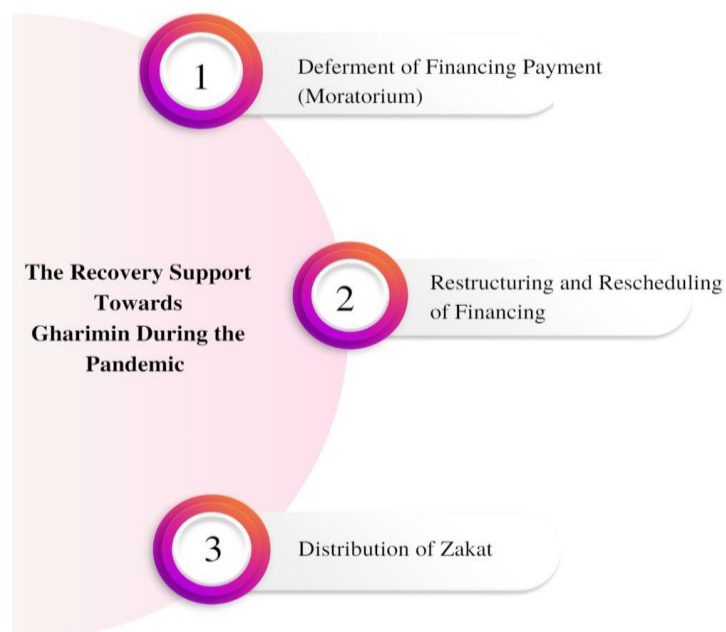 The Recovery Support
Towards
Gharimin During the
Pandemic
1
Deferment of Financing Payment
(Moratorium)
2
Restructuring and Rescheduling
of Financing
3
Distribution of Zakat